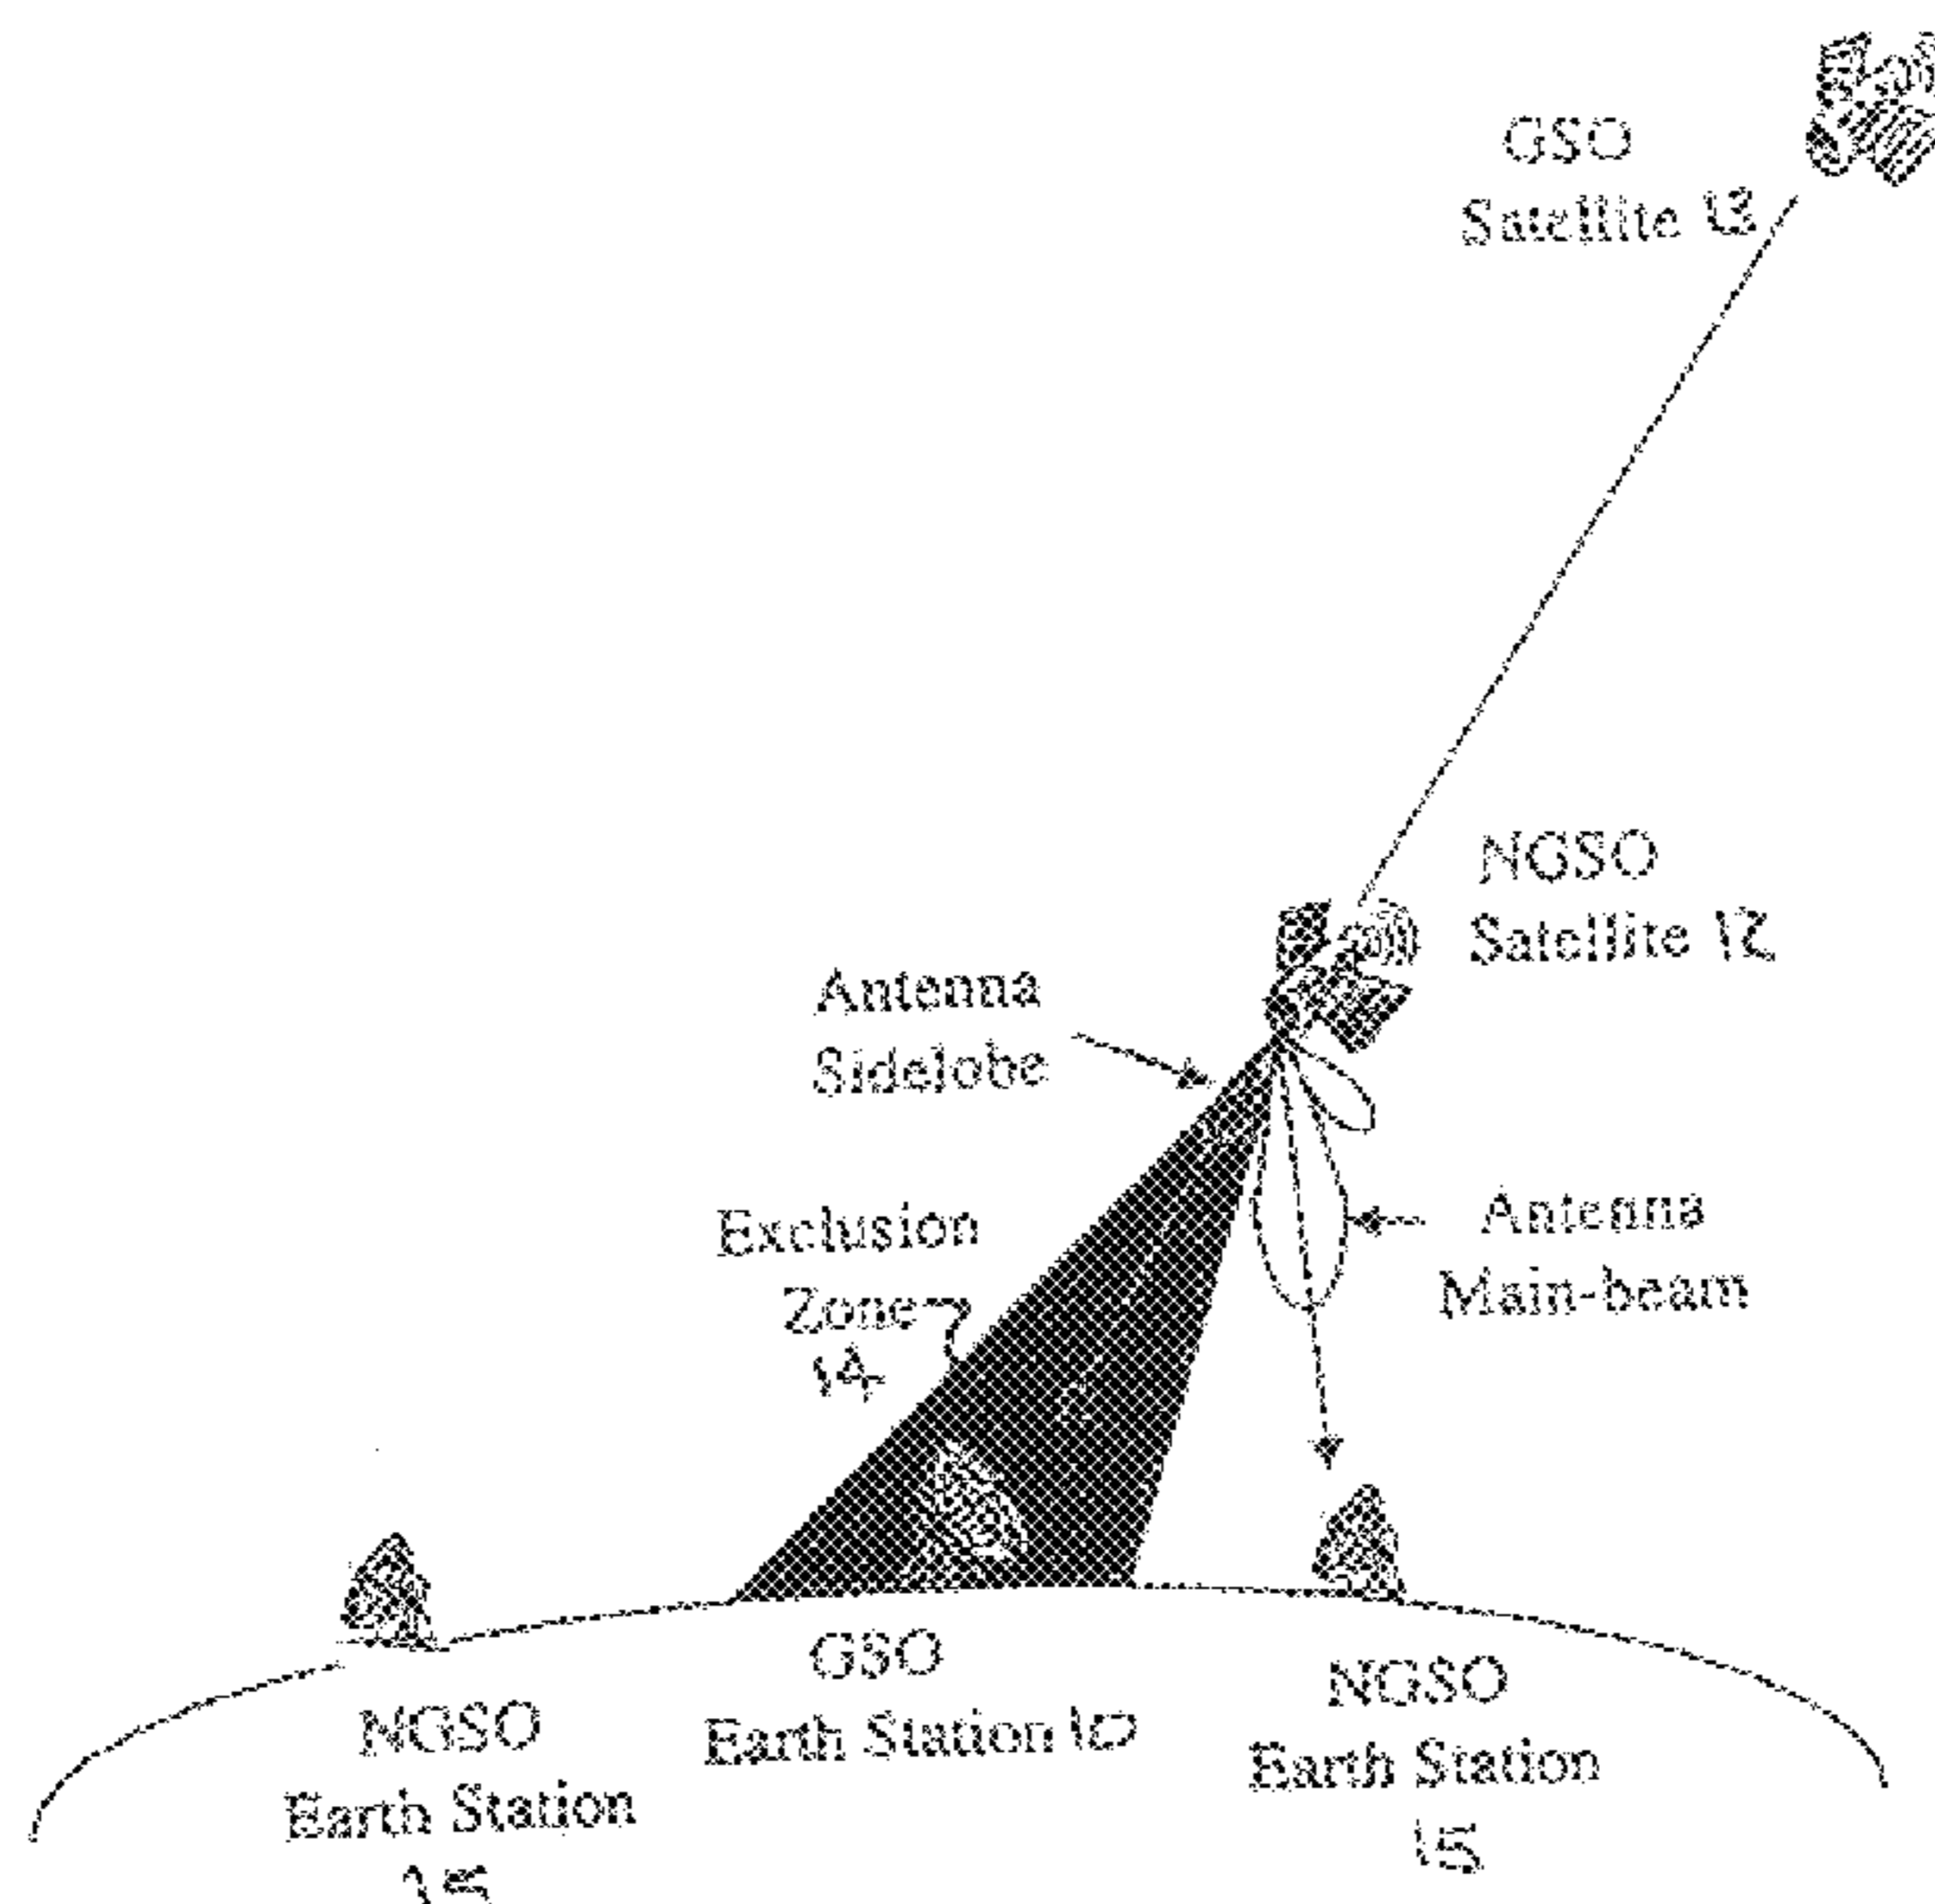 GSO
Satellite 13
NGSO
Satellite 12
Antenna
Sidelobe
Exclusion
Zone
14
Antenna
Main-beam
GSO
Earth Station 10
NGSO
Earth Station
15
NGSO
Earth Station
15